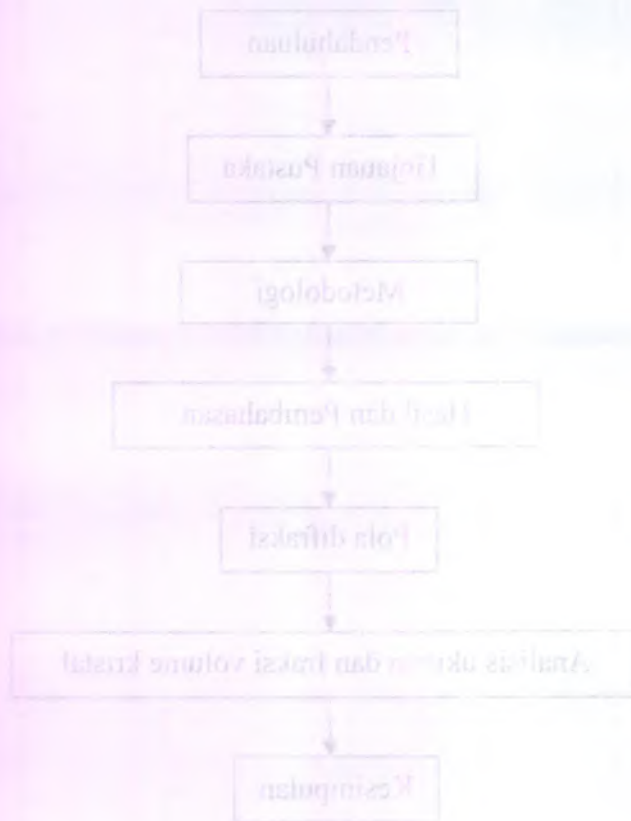 Pendahuluan
Tinjauan Pustaka
Metodologi
Hasil dan Pembahasan
Pola difraksi
Analisis ukuran dan fraksi volume kristal
Kesimpulan